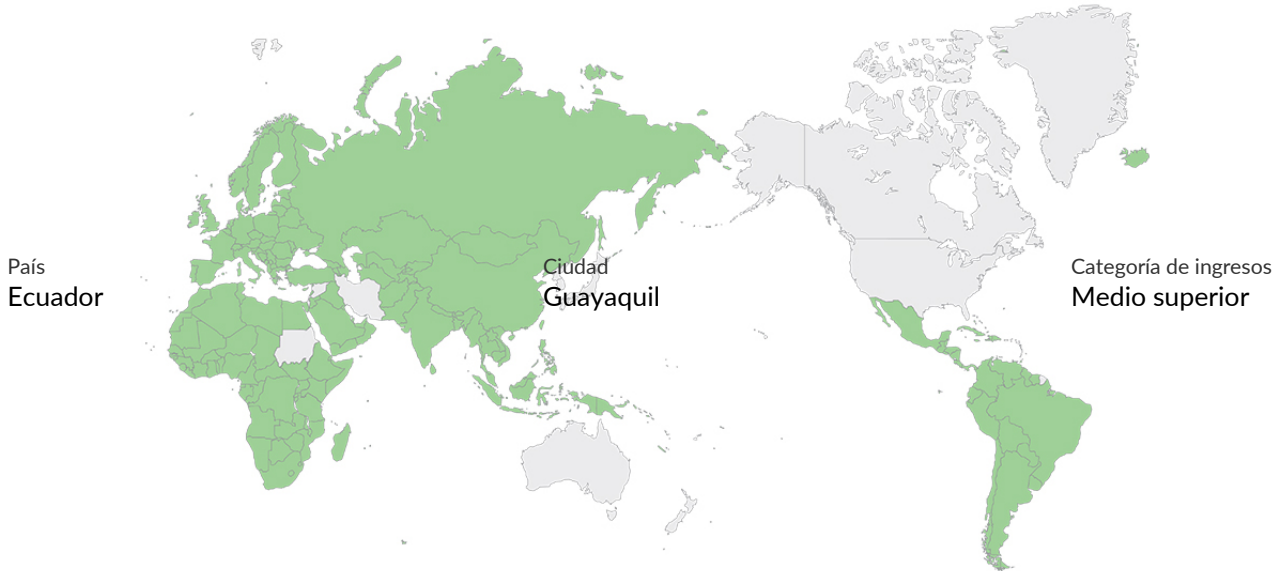 País
Ecuador
Ciudad
Guayaquil
Categoría de ingresos
Medio superior